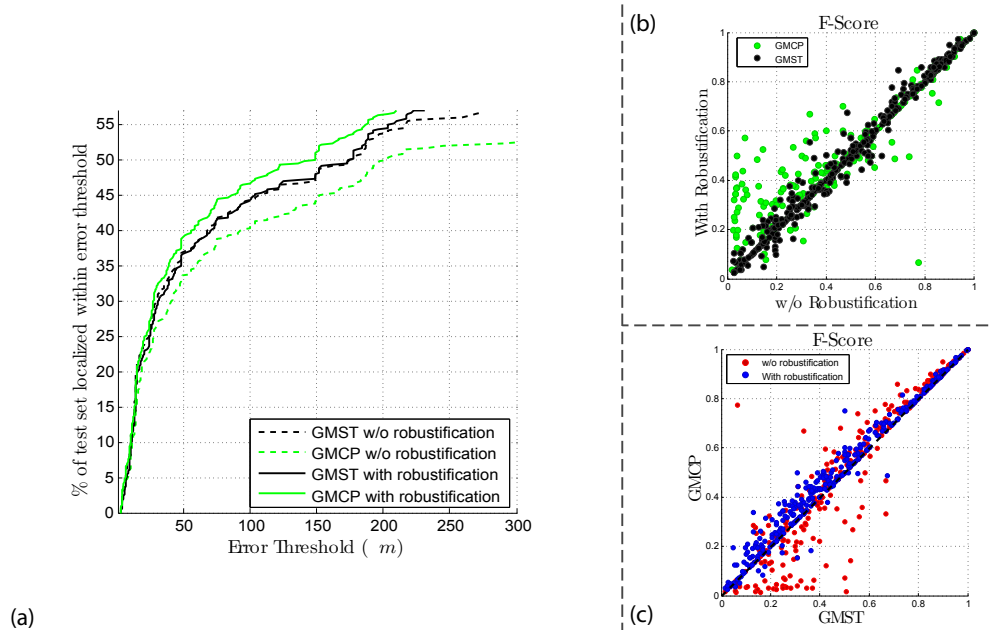 % of test set localized within error threshold
55
50
45
40
35
30
25
20
15
10
5
0
50
100
150
200
250
300
Error Threshold ( m)
GMST w/o robustification
GMCP w/o robustification
GMST with robustification
GMCP with robustification
(a)
(b)
F-Score
GMCP
GMST
With Robustification
1
0.8
0.6
0.4
0.2
0
0
0.2
0.4
0.6
0.8
1
w/o Robustification
F-Score
w/o robustification
With robustification
GMCP
1
0.8
0.6
0.4
0.2
0
0
0.2
0.4
0.6
0.8
1
GMST
(c)